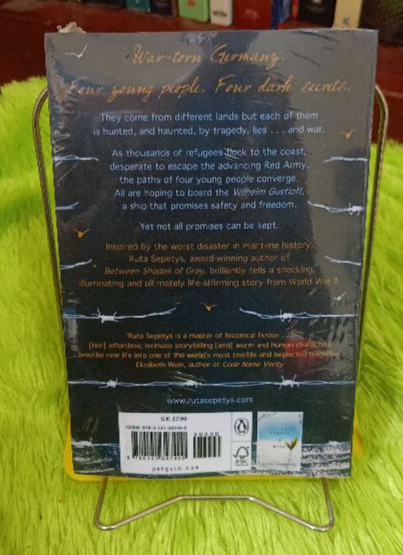 War-torn Germany.
Four young people. Four dark secrets.
They come from different lands but each of them
is hunted, and haunted, by tragedy, lies . . . and war.
As thousands of refugees flock to the coast,
desperate to escape the advancing Red Army,
the paths of four young people converge.
All are hoping to board the Wilhelm Gustloff,
a ship that promises safety and freedom.
Yet not all promises can be kept.
Inspired by the worst disaster in maritime history,
Ruta Sepetys, award-winning author of
Between Shades of Gray, brilliantly tells a shocking,
illuminating and ultimately life-affirming story from World War II.
'Ruta Sepetys is a master of historical fiction . . .
[Her] effortless, intimate storytelling [and] warm and human characters
breathe new life into one of the world's most terrible and neglected tragedies'
Elizabeth Wein, author of Code Name Verity
www.rutasepetys.com
U.K. £7.99
penguin.com
FSC